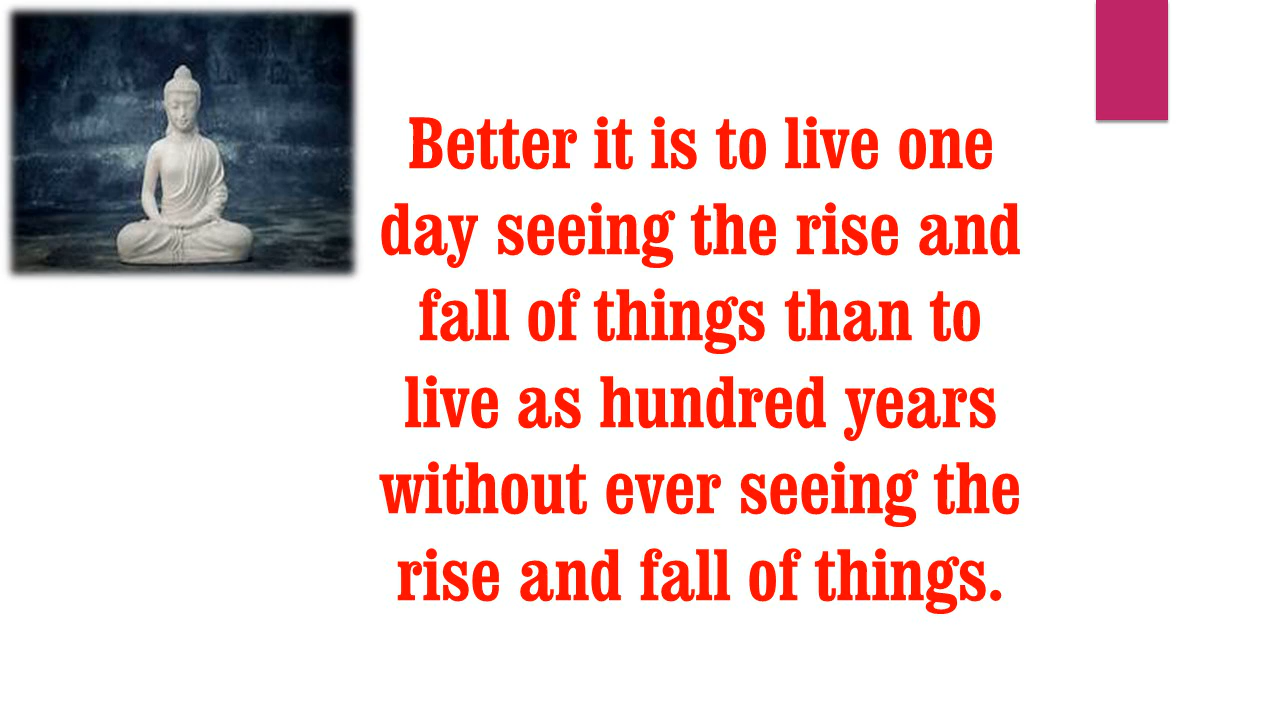 Better it is to live one
day seeing the rise and
fall of things than to
live as hundred years
without ever seeing the
rise and fall of things.